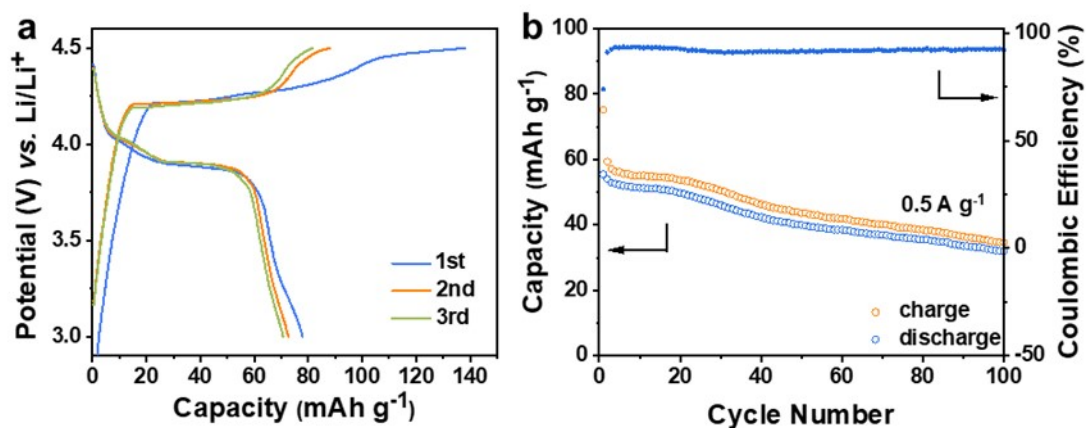 a
4.5
4.0
3.5
3.0
Potential (V) vs. Li/Li⁺
1st
2nd
3rd
0 20 40 60 80 100 120 140
Capacity (mAh g⁻¹)
b
100
80
60
40
20
0
Capacity (mAh g⁻¹)
0.5 A g⁻¹
charge
discharge
0 20 40 60 80 100
Cycle Number
100
50
0
-50
Coulombic Efficiency (%)